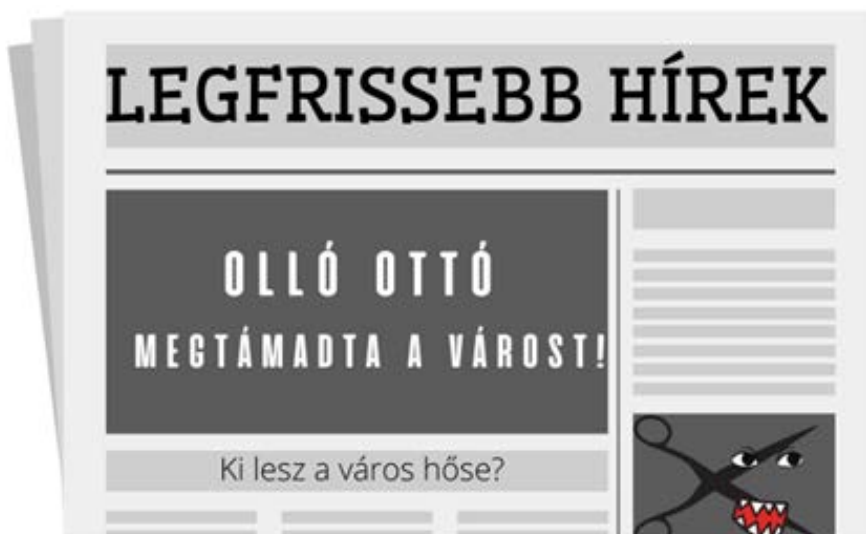 LEGFRISSEBB HÍREK
OLLÓ OTTÓ
MEGTÁMADTA A VÁROST!
Ki lesz a város hőse?